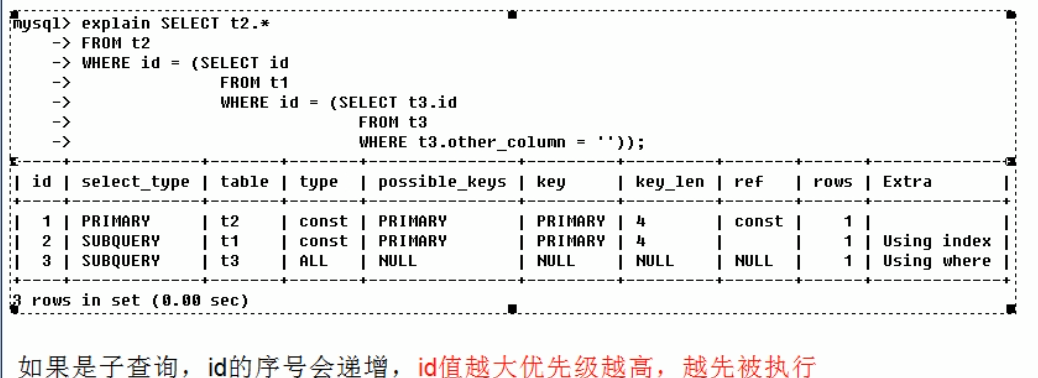 mysql> explain SELECT t2.*
    -> FROM t2
    -> WHERE id = (SELECT id
    ->               FROM t1
    ->               WHERE id = (SELECT t3.id
    ->                             FROM t3
    ->                             WHERE t3.other_column = ''));
| id | select_type | table | type | possible_keys | key | key_len | ref | rows | Extra |
| 1 | PRIMARY | t2 | const | PRIMARY | PRIMARY | 4 | const | 1 | |
| 2 | SUBQUERY | t1 | const | PRIMARY | PRIMARY | 4 | | 1 | Using index |
| 3 | SUBQUERY | t3 | ALL | NULL | NULL | NULL | NULL | 1 | Using where |
3 rows in set (0.00 sec)
如果是子查询，id的序号会递增，id值越大优先级越高，越先被执行